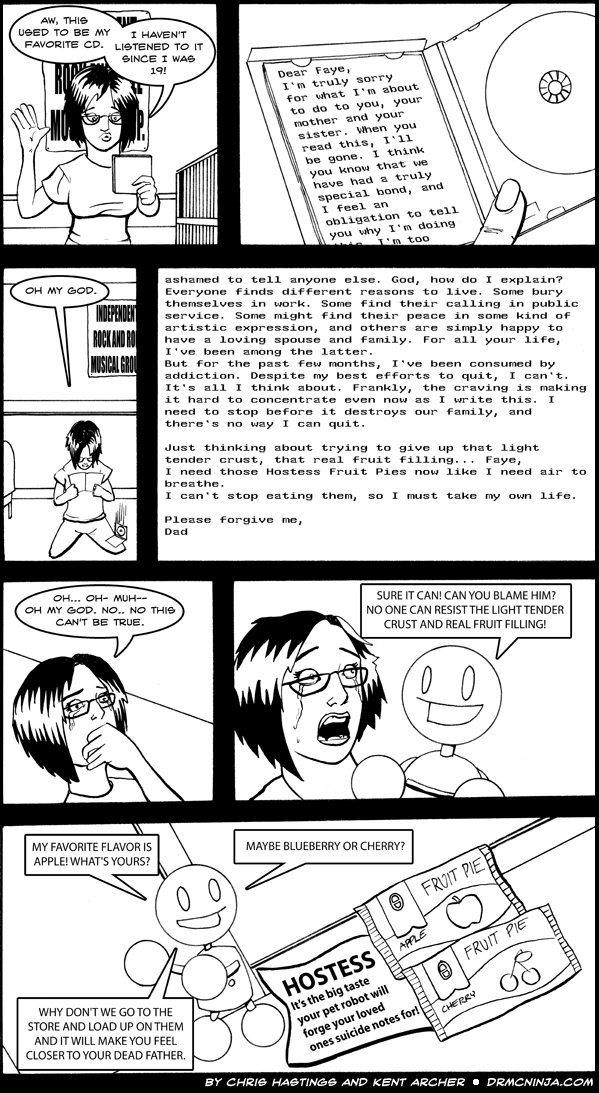 AW, THIS
USED TO BE MY
FAVORITE CD.
I HAVEN'T
LISTENED TO IT
SINCE I WAS
19!
Dear Faye,
I'm truly sorry
for what I'm about
to do to you, your
mother and your
sister. When you
read this, I'll
be gone. I think
you know that we
have had a truly
special bond, and
I feel an
obligation to tell
you why I'm doing
this. I'm too
OH MY GOD.
INDEPENDENT
ROCK AND RO
MUSICAL GROU
ashamed to tell anyone else. God, how do I explain?
Everyone finds different reasons to live. Some bury
themselves in work. Some find their calling in public
service. Some might find their peace in some kind of
artistic expression, and others are simply happy to
have a loving spouse and family. For all your life,
I've been among the latter.
But for the past few months, I've been consumed by
addiction. Despite my best efforts to quit, I can't.
It's all I think about. Frankly, the craving is making
it hard to concentrate even now as I write this. I
need to stop before it destroys our family, and
there's no way I can quit.
Just thinking about trying to give up that light
tender crust, that real fruit filling... Faye,
I need those Hostess Fruit Pies now like I need air to
breathe.
I can't stop eating them, so I must take my own life.
Please forgive me,
Dad
OH... OH- MUH--
OH MY GOD. NO.. NO THIS
CAN'T BE TRUE.
SURE IT CAN! CAN YOU BLAME HIM?
NO ONE CAN RESIST THE LIGHT TENDER
CRUST AND REAL FRUIT FILLING!
MY FAVORITE FLAVOR IS
APPLE! WHAT'S YOURS?
MAYBE BLUEBERRY OR CHERRY?
WHY DON'T WE GO TO THE
STORE AND LOAD UP ON THEM
AND IT WILL MAKE YOU FEEL
CLOSER TO YOUR DEAD FATHER.
HOSTESS
It's the big taste
your pet robot will
forge your loved
ones suicide notes for!
FRUIT PIE
APPLE
FRUIT PIE
CHERRY
BY CHRIS HASTINGS AND KENT ARCHER • DRMCNINJA.COM